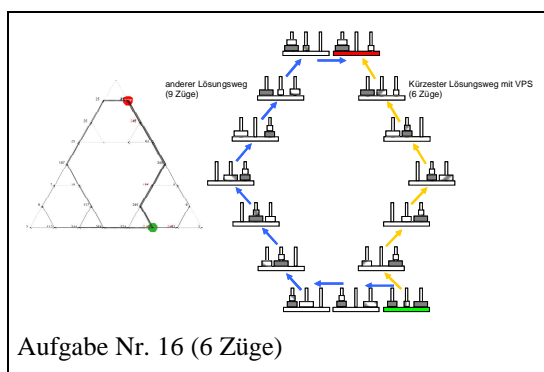 anderer Lösungsweg
(9 Züge)
Kürzester Lösungsweg mit VPS
(6 Züge)
Aufgabe Nr. 16 (6 Züge)